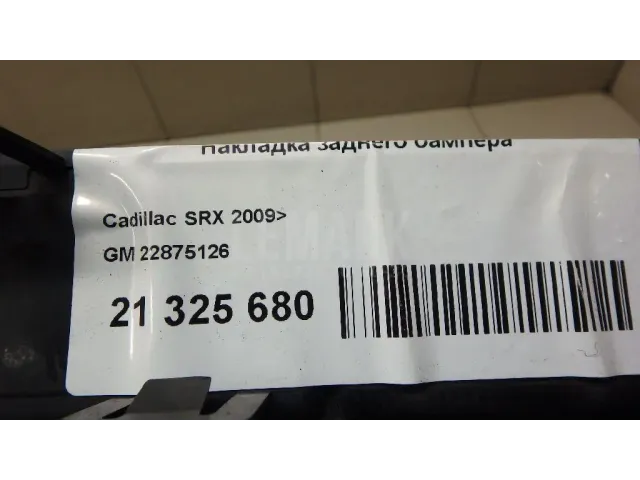 Накладка заднего бампера
Cadillac SRX 2009>
GM 22875126
21 325 680